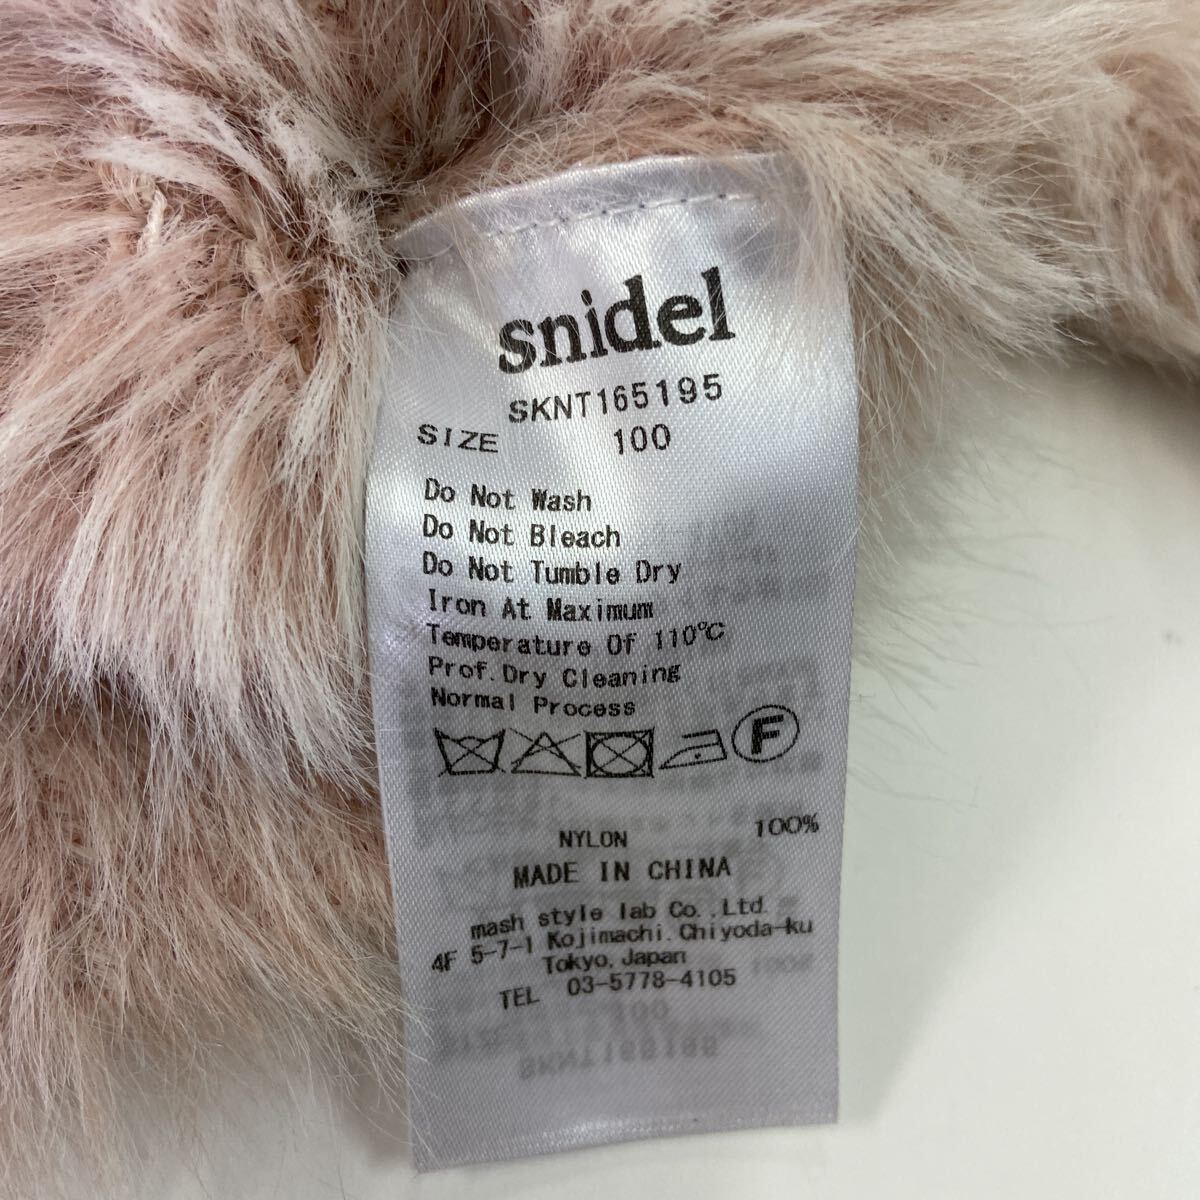 snidel
SKNT165195
SIZE 100
Do Not Wash
Do Not Bleach
Do Not Tumble Dry
Iron At Maximum
Temperature Of 110℃
Prof.Dry Cleaning
Normal Process
F
NYLON 100%
MADE IN CHINA
mash style lab Co.,Ltd.
4F 5-7-1 Kojimachi.Chiyoda-ku
Tokyo,Japan
TEL 03-5778-4105